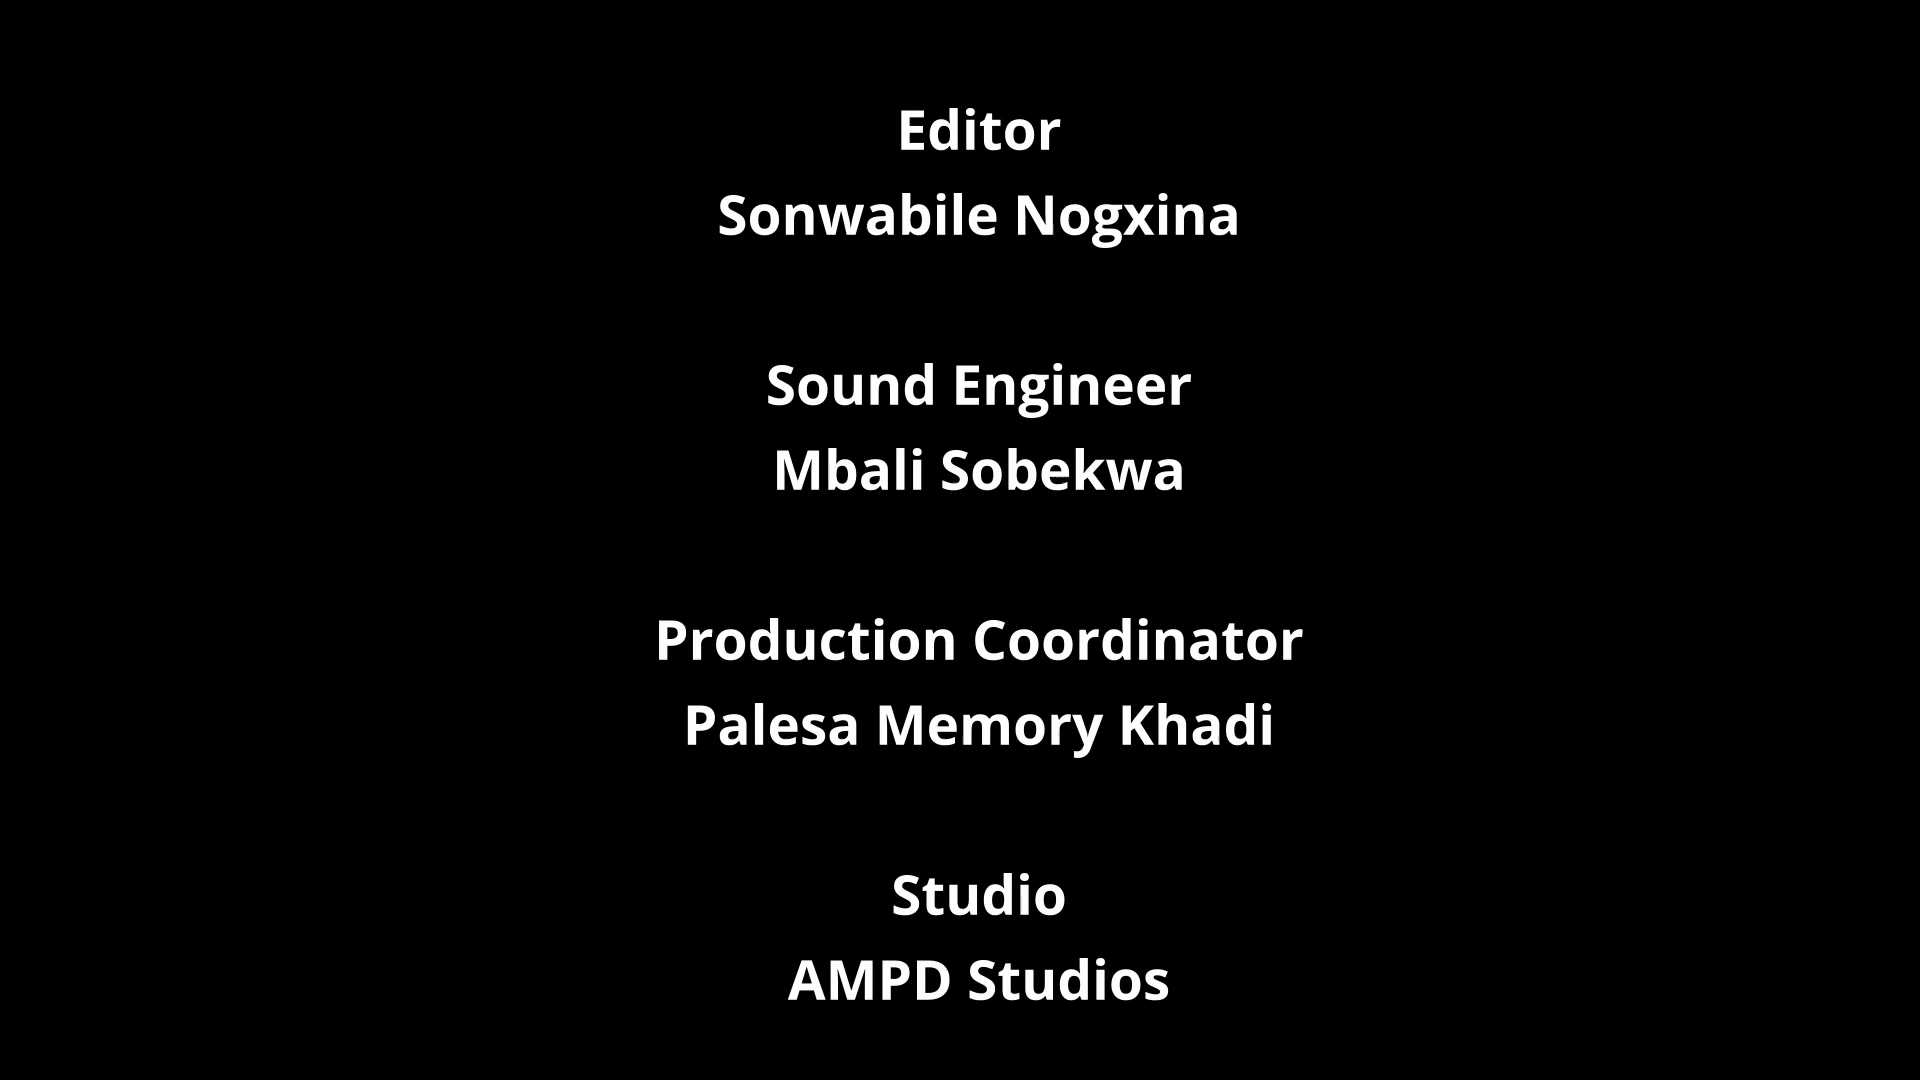 Editor
Sonwabile Nogxina
Sound Engineer
Mbali Sobekwa
Production Coordinator
Palesa Memory Khadi
Studio
AMPD Studios